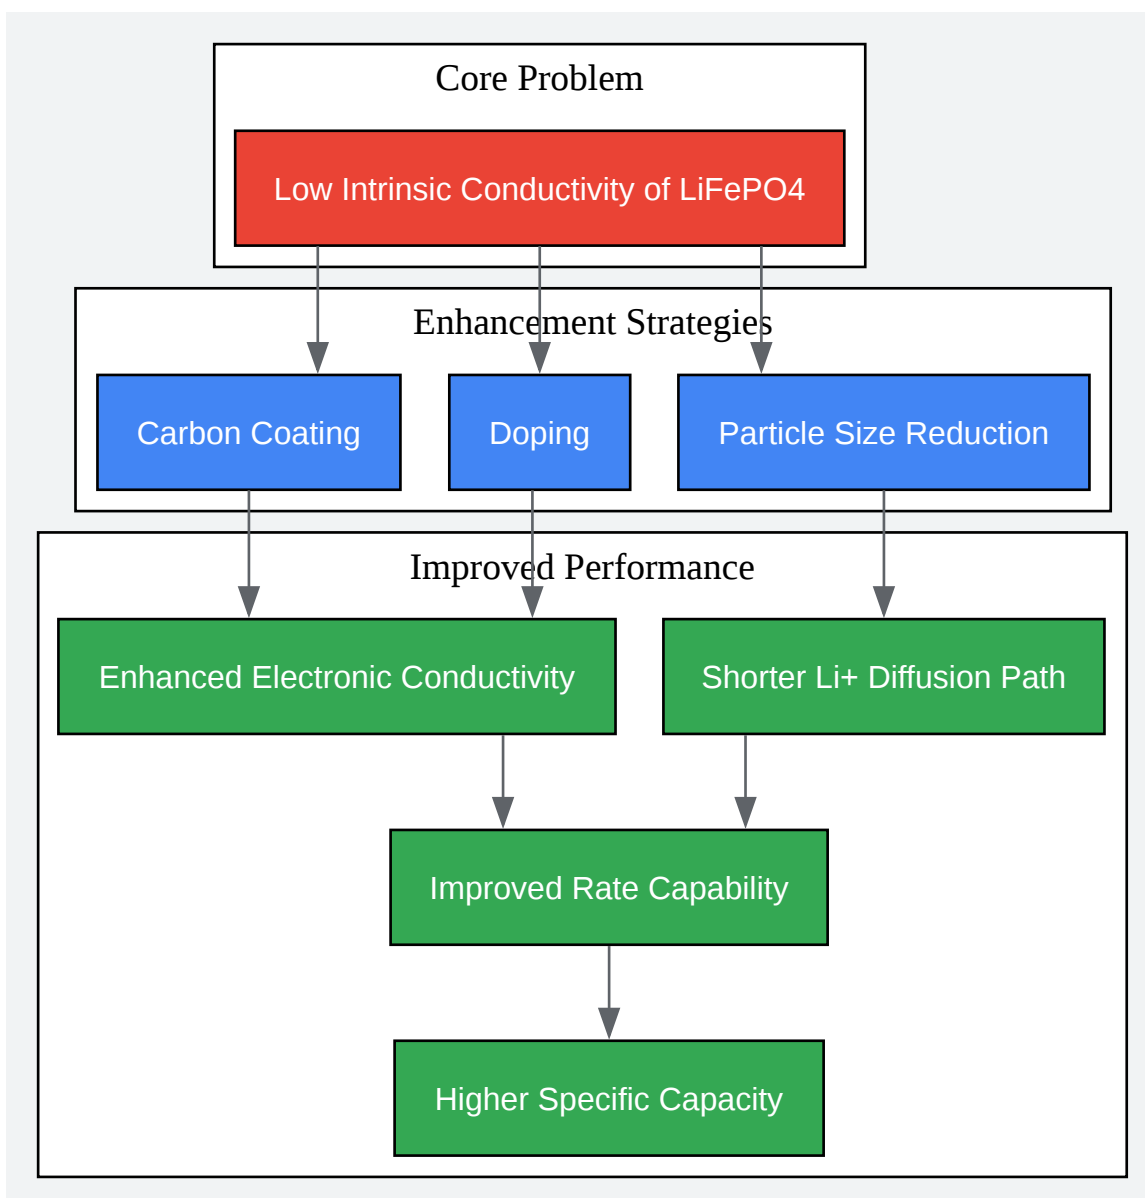 Core Problem
Low Intrinsic Conductivity of LiFePO4
Enhancement Strategies
Carbon Coating
Doping
Particle Size Reduction
Improved Performance
Enhanced Electronic Conductivity
Shorter Li+ Diffusion Path
Improved Rate Capability
Higher Specific Capacity